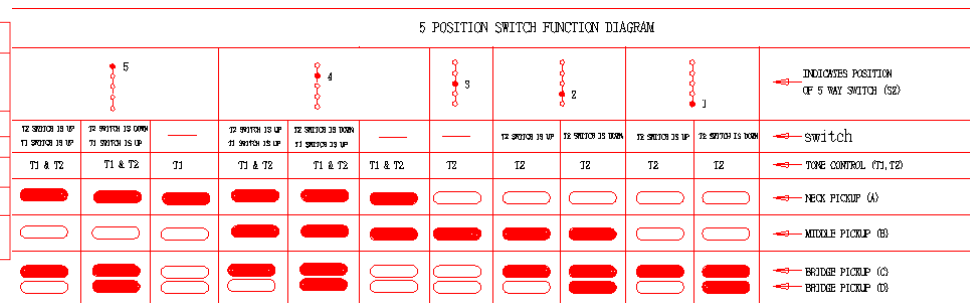 5 POSITION SWITCH FUNCTION DIAGRAM
5
4
3
2
1
INDICATES POSITION
OF 5 WAY SWITCH (S2)
T2 SWITCH IS UP
T1 SWITCH IS UP
T2 SWITCH IS DOWN
T1 SWITCH IS UP
T2 SWITCH IS UP
T1 SWITCH IS UP
T2 SWITCH IS DOWN
T1 SWITCH IS UP
T2 SWITCH IS UP
T2 SWITCH IS DOWN
T2 SWITCH IS UP
T2 SWITCH IS DOWN
switch
T1 & T2
T1 & T2
T1
T1 & T2
T1 & T2
T1 & T2
T2
T2
T2
T2
T2
TONE CONTROL (T1,T2)
NECK PICKUP (A)
MIDDLE PICKUP (B)
BRIDGE PICKUP (C)
BRIDGE PICKUP (D)